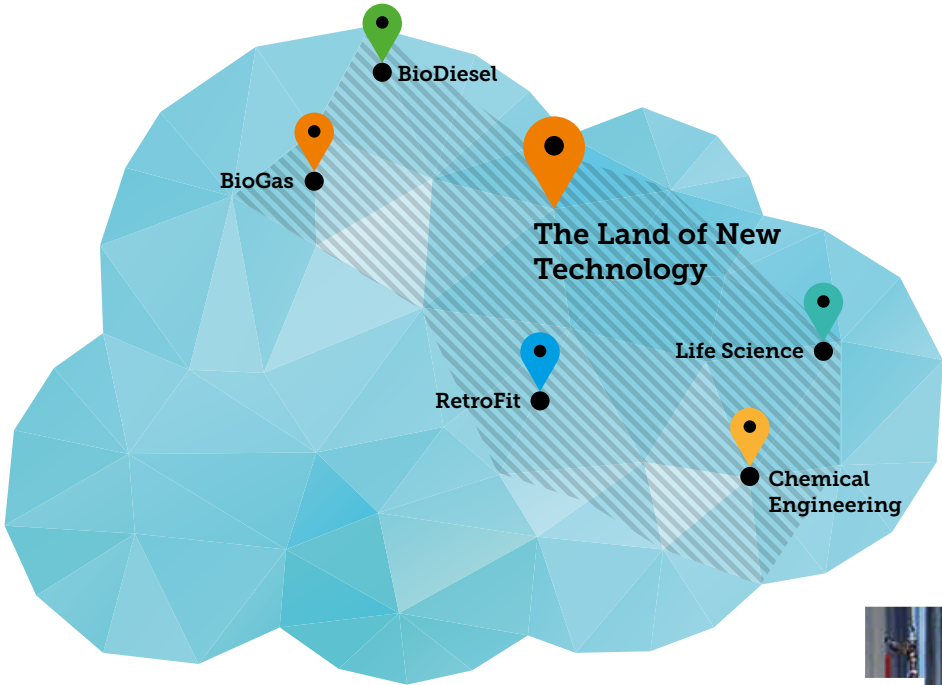 BioDiesel
BioGas
The Land of New
Technology
Life Science
RetroFit
Chemical
Engineering